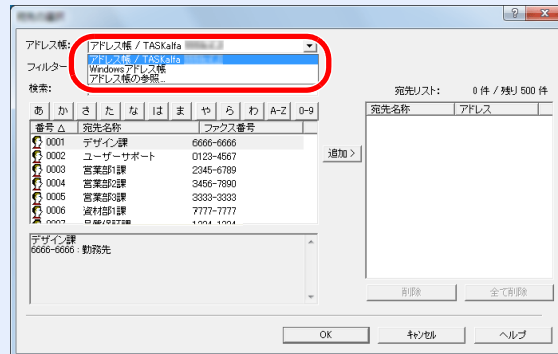 アドレス帳:
アドレス帳 / TASKalfa
アドレス帳 / TASKalfa
Windowsアドレス帳
アドレス帳の参照...
フィルター
検索:
宛先リスト: 0 件 / 残り 500 件
あ か さ た な は ま や ら わ A-Z 0-9
番号 △ 宛先名称 ファクス番号
宛先名称 アドレス
0001 デザイン課 6666-6666
0002 ユーザーサポート 0123-4567
0003 営業部1課 2345-6789
0004 営業部2課 3456-7890
0005 営業部3課 3333-3333
0006 資材部1課 7777-7777
0007 品質保証課 1234-1234
追加 >
デザイン課
6666-6666 : 勤務先
削除 全て削除
OK キャンセル ヘルプ